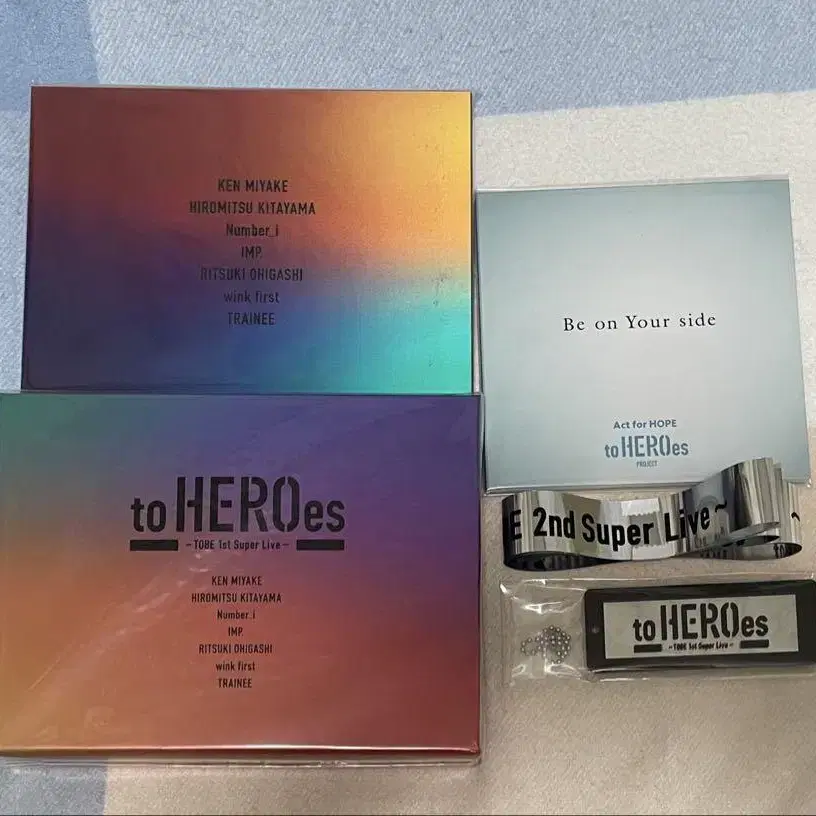 KEN MIYAKE
HIROMITSU KITAYAMA
Number_i
IMP.
RITSUKI OHIGASHI
wink first
TRAINEE
to HEROes
~TOBE 1st Super Live~
KEN MIYAKE
HIROMITSU KITAYAMA
Number_i
IMP.
RITSUKI OHIGASHI
wink first
TRAINEE
Be on Your side
Act for HOPE
to HEROes
PROJECT
E 2nd Super Live~
to HEROes
~TOBE 1st Super Live~